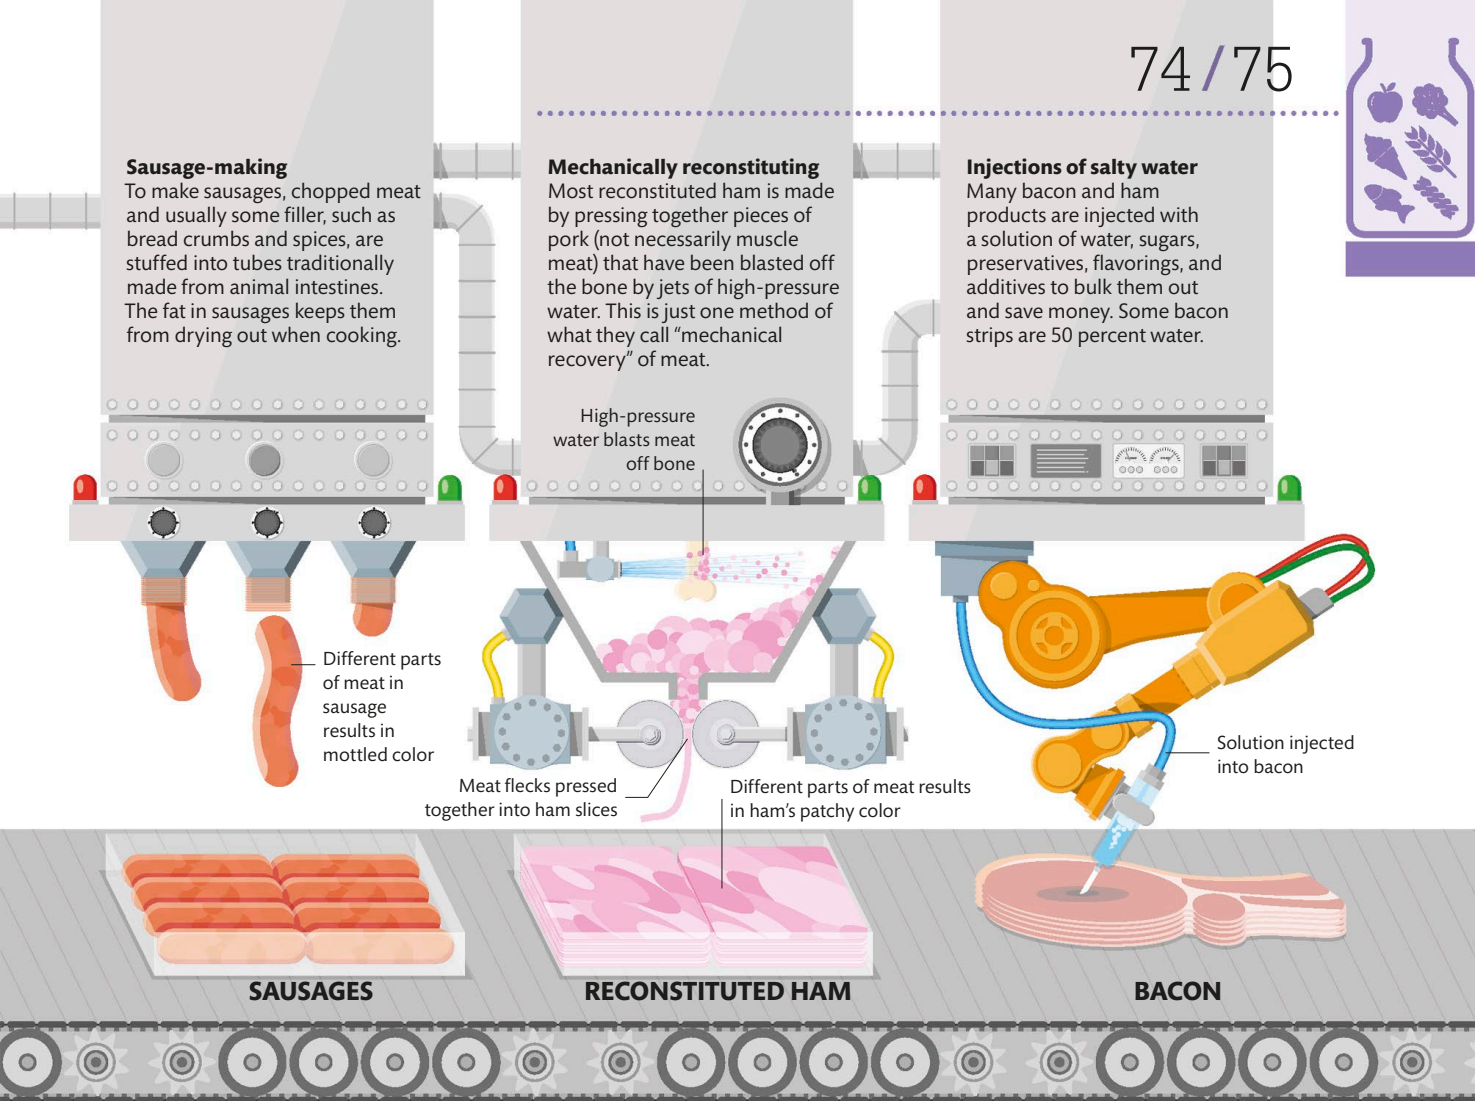 74/75
Sausage-making
To make sausages, chopped meat
and usually some filler, such as
bread crumbs and spices, are
stuffed into tubes traditionally
made from animal intestines.
The fat in sausages keeps them
from drying out when cooking.
Mechanically reconstituting
Most reconstituted ham is made
by pressing together pieces of
pork (not necessarily muscle
meat) that have been blasted off
the bone by jets of high-pressure
water. This is just one method of
what they call “mechanical
recovery” of meat.
Injections of salty water
Many bacon and ham
products are injected with
a solution of water, sugars,
preservatives, flavorings, and
additives to bulk them out
and save money. Some bacon
strips are 50 percent water.
High-pressure
water blasts meat
off bone
Different parts
of meat in
sausage
results in
mottled color
Meat flecks pressed
together into ham slices
Different parts of meat results
in ham’s patchy color
Solution injected
into bacon
SAUSAGES
RECONSTITUTED HAM
BACON